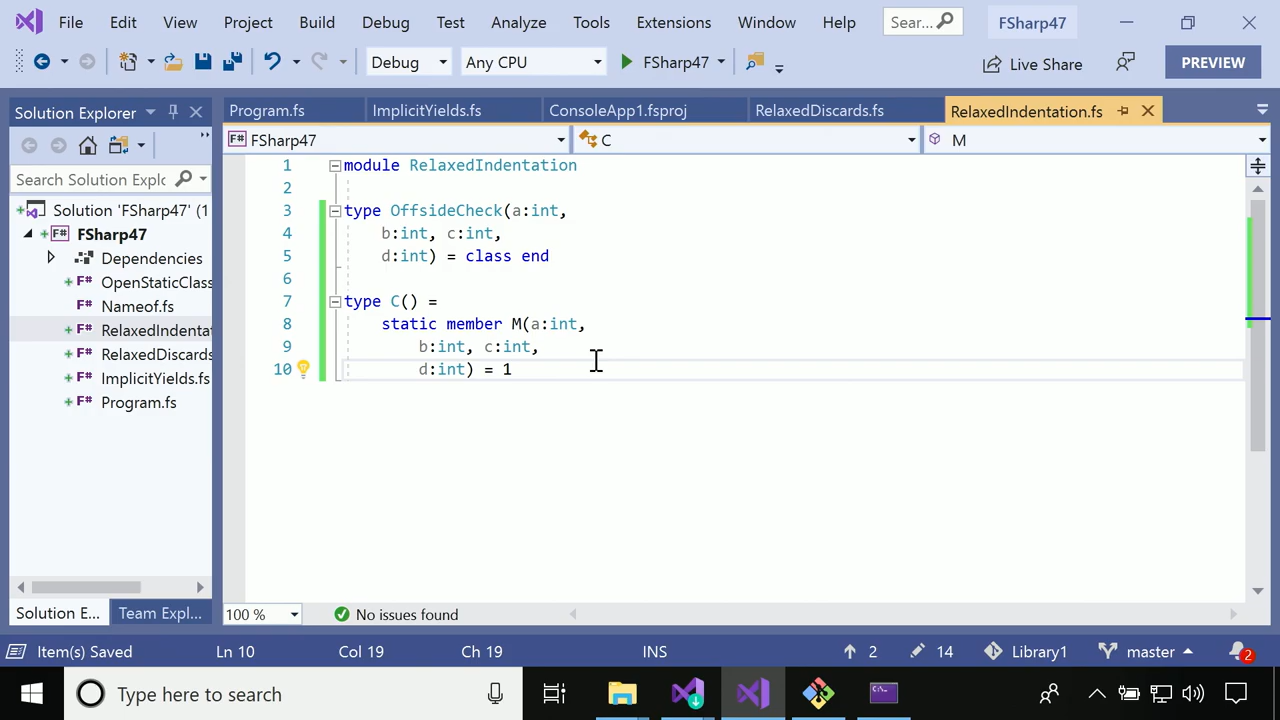 File Edit View Project Build Debug Test Analyze Tools Extensions Window Help Sear... FSharp47
Debug Any CPU FSharp47 Live Share PREVIEW
Solution Explorer
Search Solution Explc
Solution 'FSharp47' (1
FSharp47
Dependencies
OpenStaticClass
Nameof.fs
RelaxedIndentat
RelaxedDiscards.
ImplicitYields.fs
Program.fs
Solution E... Team Expl...
Program.fs ImplicitYields.fs ConsoleApp1.fsproj RelaxedDiscards.fs RelaxedIndentation.fs
FSharp47 C M
1 module RelaxedIndentation
2
3 type OffsideCheck(a:int,
4 b:int, c:int,
5 d:int) = class end
6
7 type C() =
8 static member M(a:int,
9 b:int, c:int,
10 d:int) = 1
100 % No issues found
Item(s) Saved Ln 10 Col 19 Ch 19 INS 2 14 Library1 master 2
Type here to search